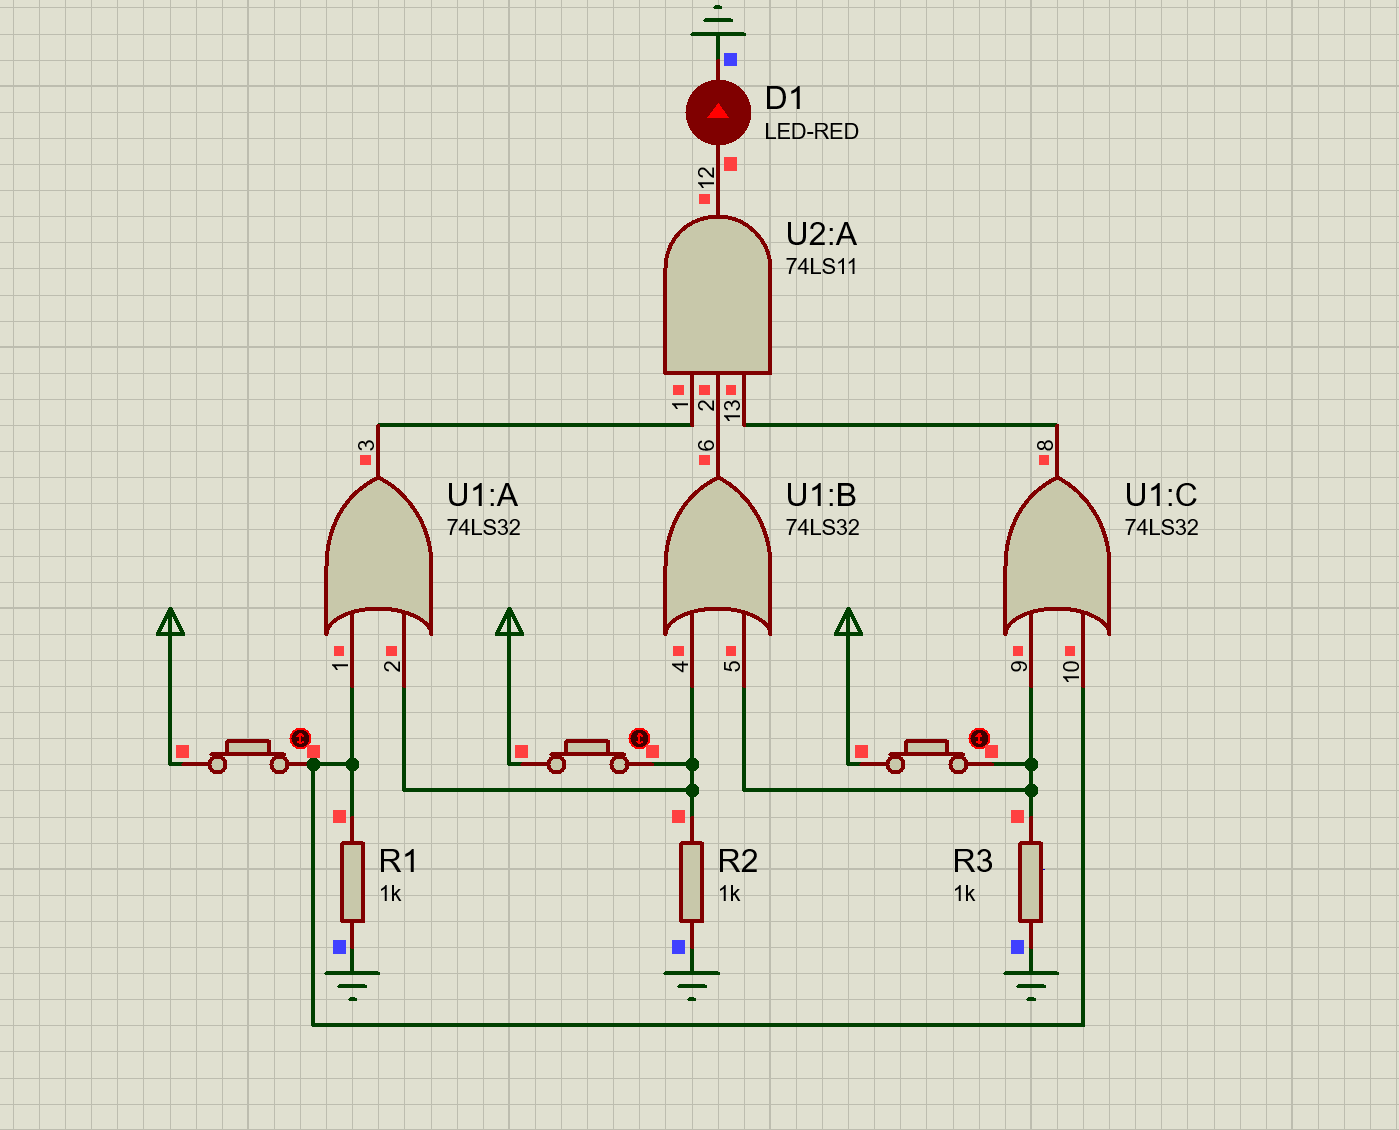 D1
LED-RED
12
U2:A
74LS11
1
2
13
3
6
8
U1:A
74LS32
U1:B
74LS32
U1:C
74LS32
1
2
4
5
9
10
R1
1k
R2
1k
R3
1k